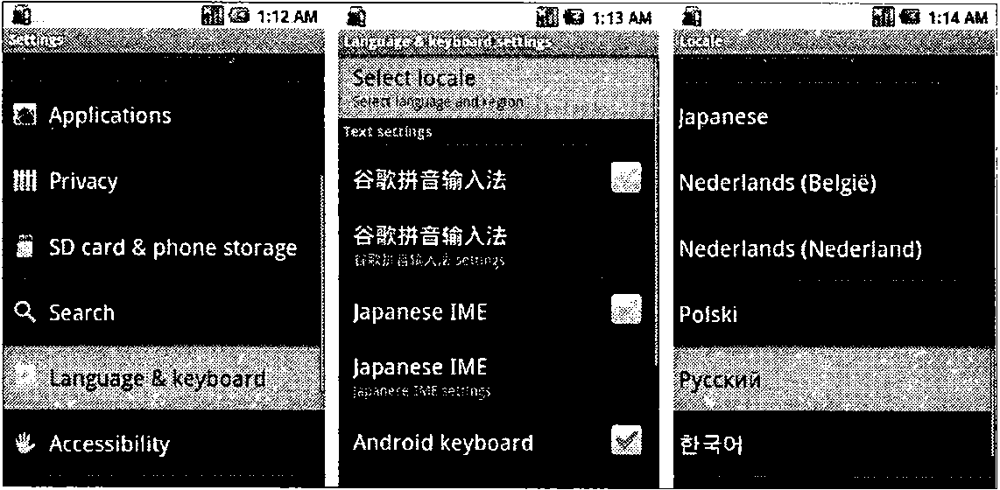 1:12 AM
Settings
Applications
Privacy
SD card & phone storage
Search
Language & keyboard
Accessibility
1:13 AM
Language & keyboard settings
Select locale
Select language and region
Text settings
谷歌拼音输入法
谷歌拼音输入法
谷歌拼音输入法 settings
Japanese IME
Japanese IME
Japanese IME settings
Android keyboard
1:14 AM
Locale
Japanese
Nederlands (België)
Nederlands (Nederland)
Polski
Русский
한국어